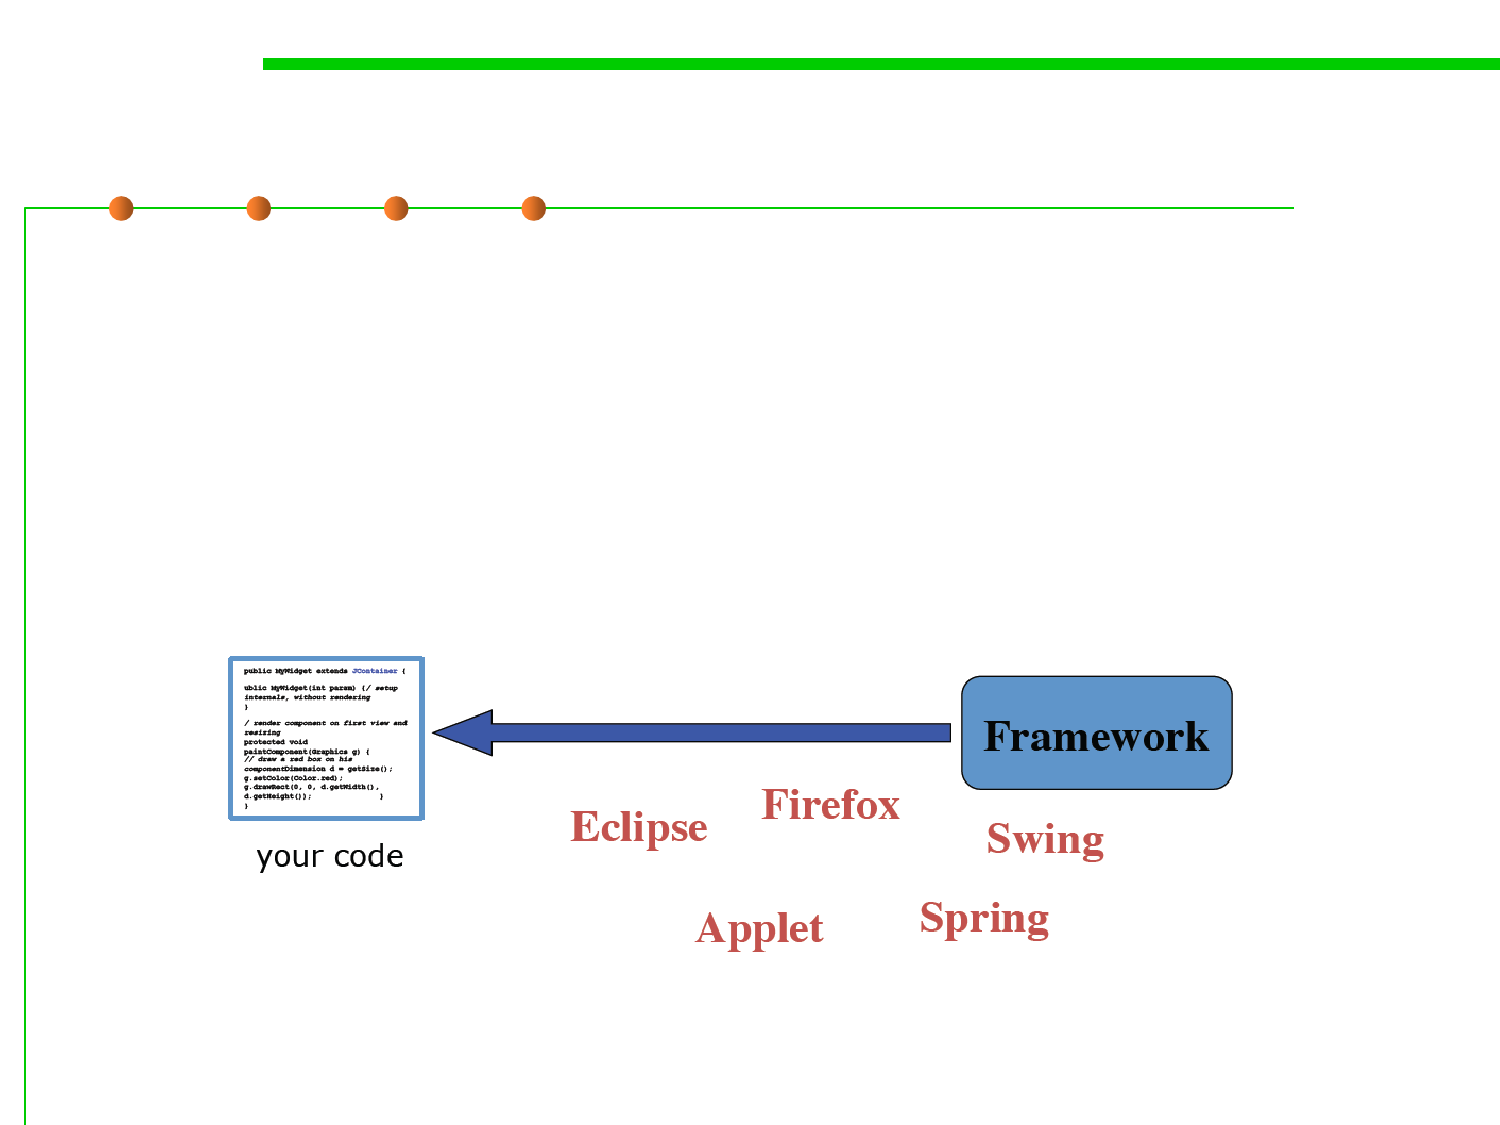 public MyWidget extends JContainer {
ublic MyWidget(int param) {/ setup
internals, without rendering
}
/ render component on first view and
resizing
protected void
paintComponent(Graphics g) {
// draw a red box on his
componentDimension d = getSize();
g.setColor(Color.red);
g.drawRect(0, 0, d.getWidth(),
d.getHeight()); }
}
your code
Framework
Eclipse
Firefox
Swing
Applet
Spring